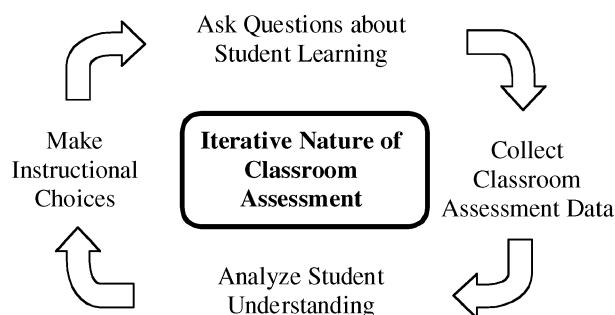 Ask Questions about
Student Learning
Make
Instructional
Choices
Iterative Nature of
Classroom
Assessment
Collect
Classroom
Assessment Data
Analyze Student
Understanding